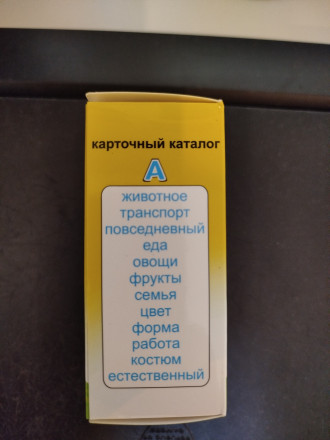 карточный каталог
А
животное
транспорт
повседневный
еда
овощи
фрукты
семья
цвет
форма
работа
костюм
естественный